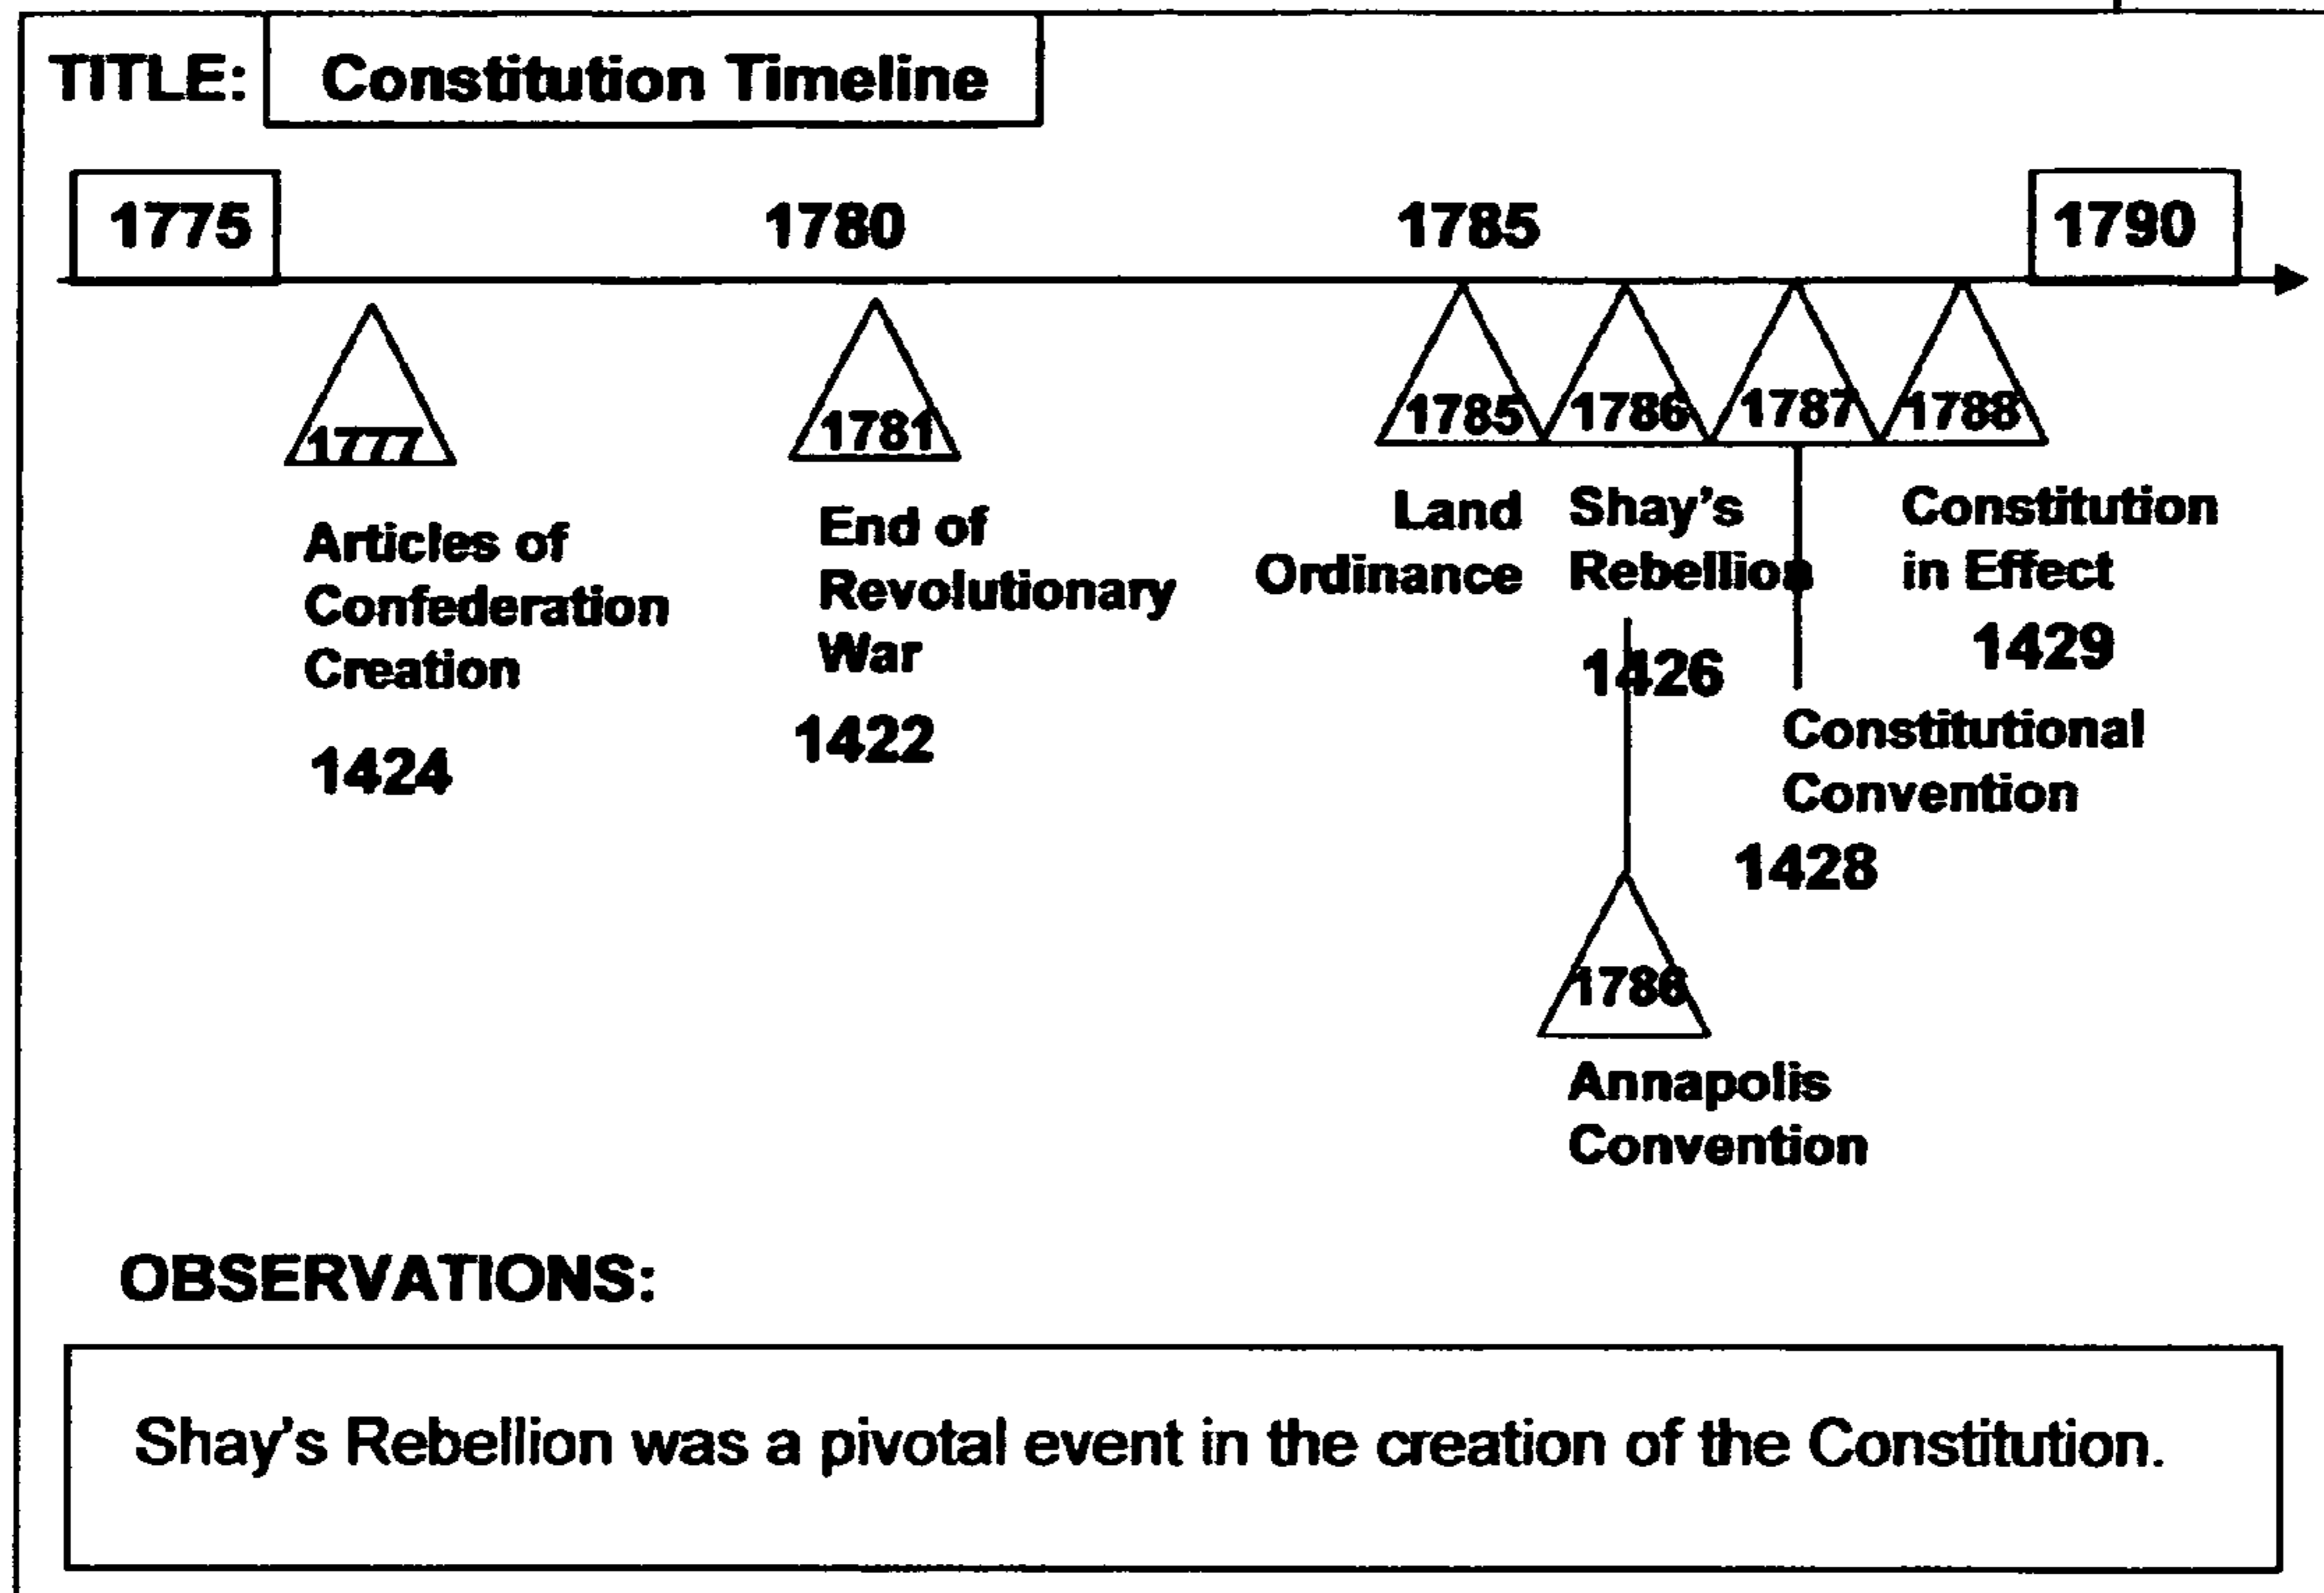 TITLE: Constitution Timeline
1775 1780 1785 1790
1777
Articles of
Confederation
Creation
1424
1781
End of
Revolutionary
War
1422
1785
Land
Ordinance
1786
Shay's
Rebellion
1426
1787
Constitutional
Convention
1428
1788
Constitution
in Effect
1429
1786
Annapolis
Convention
OBSERVATIONS:
Shay's Rebellion was a pivotal event in the creation of the Constitution.